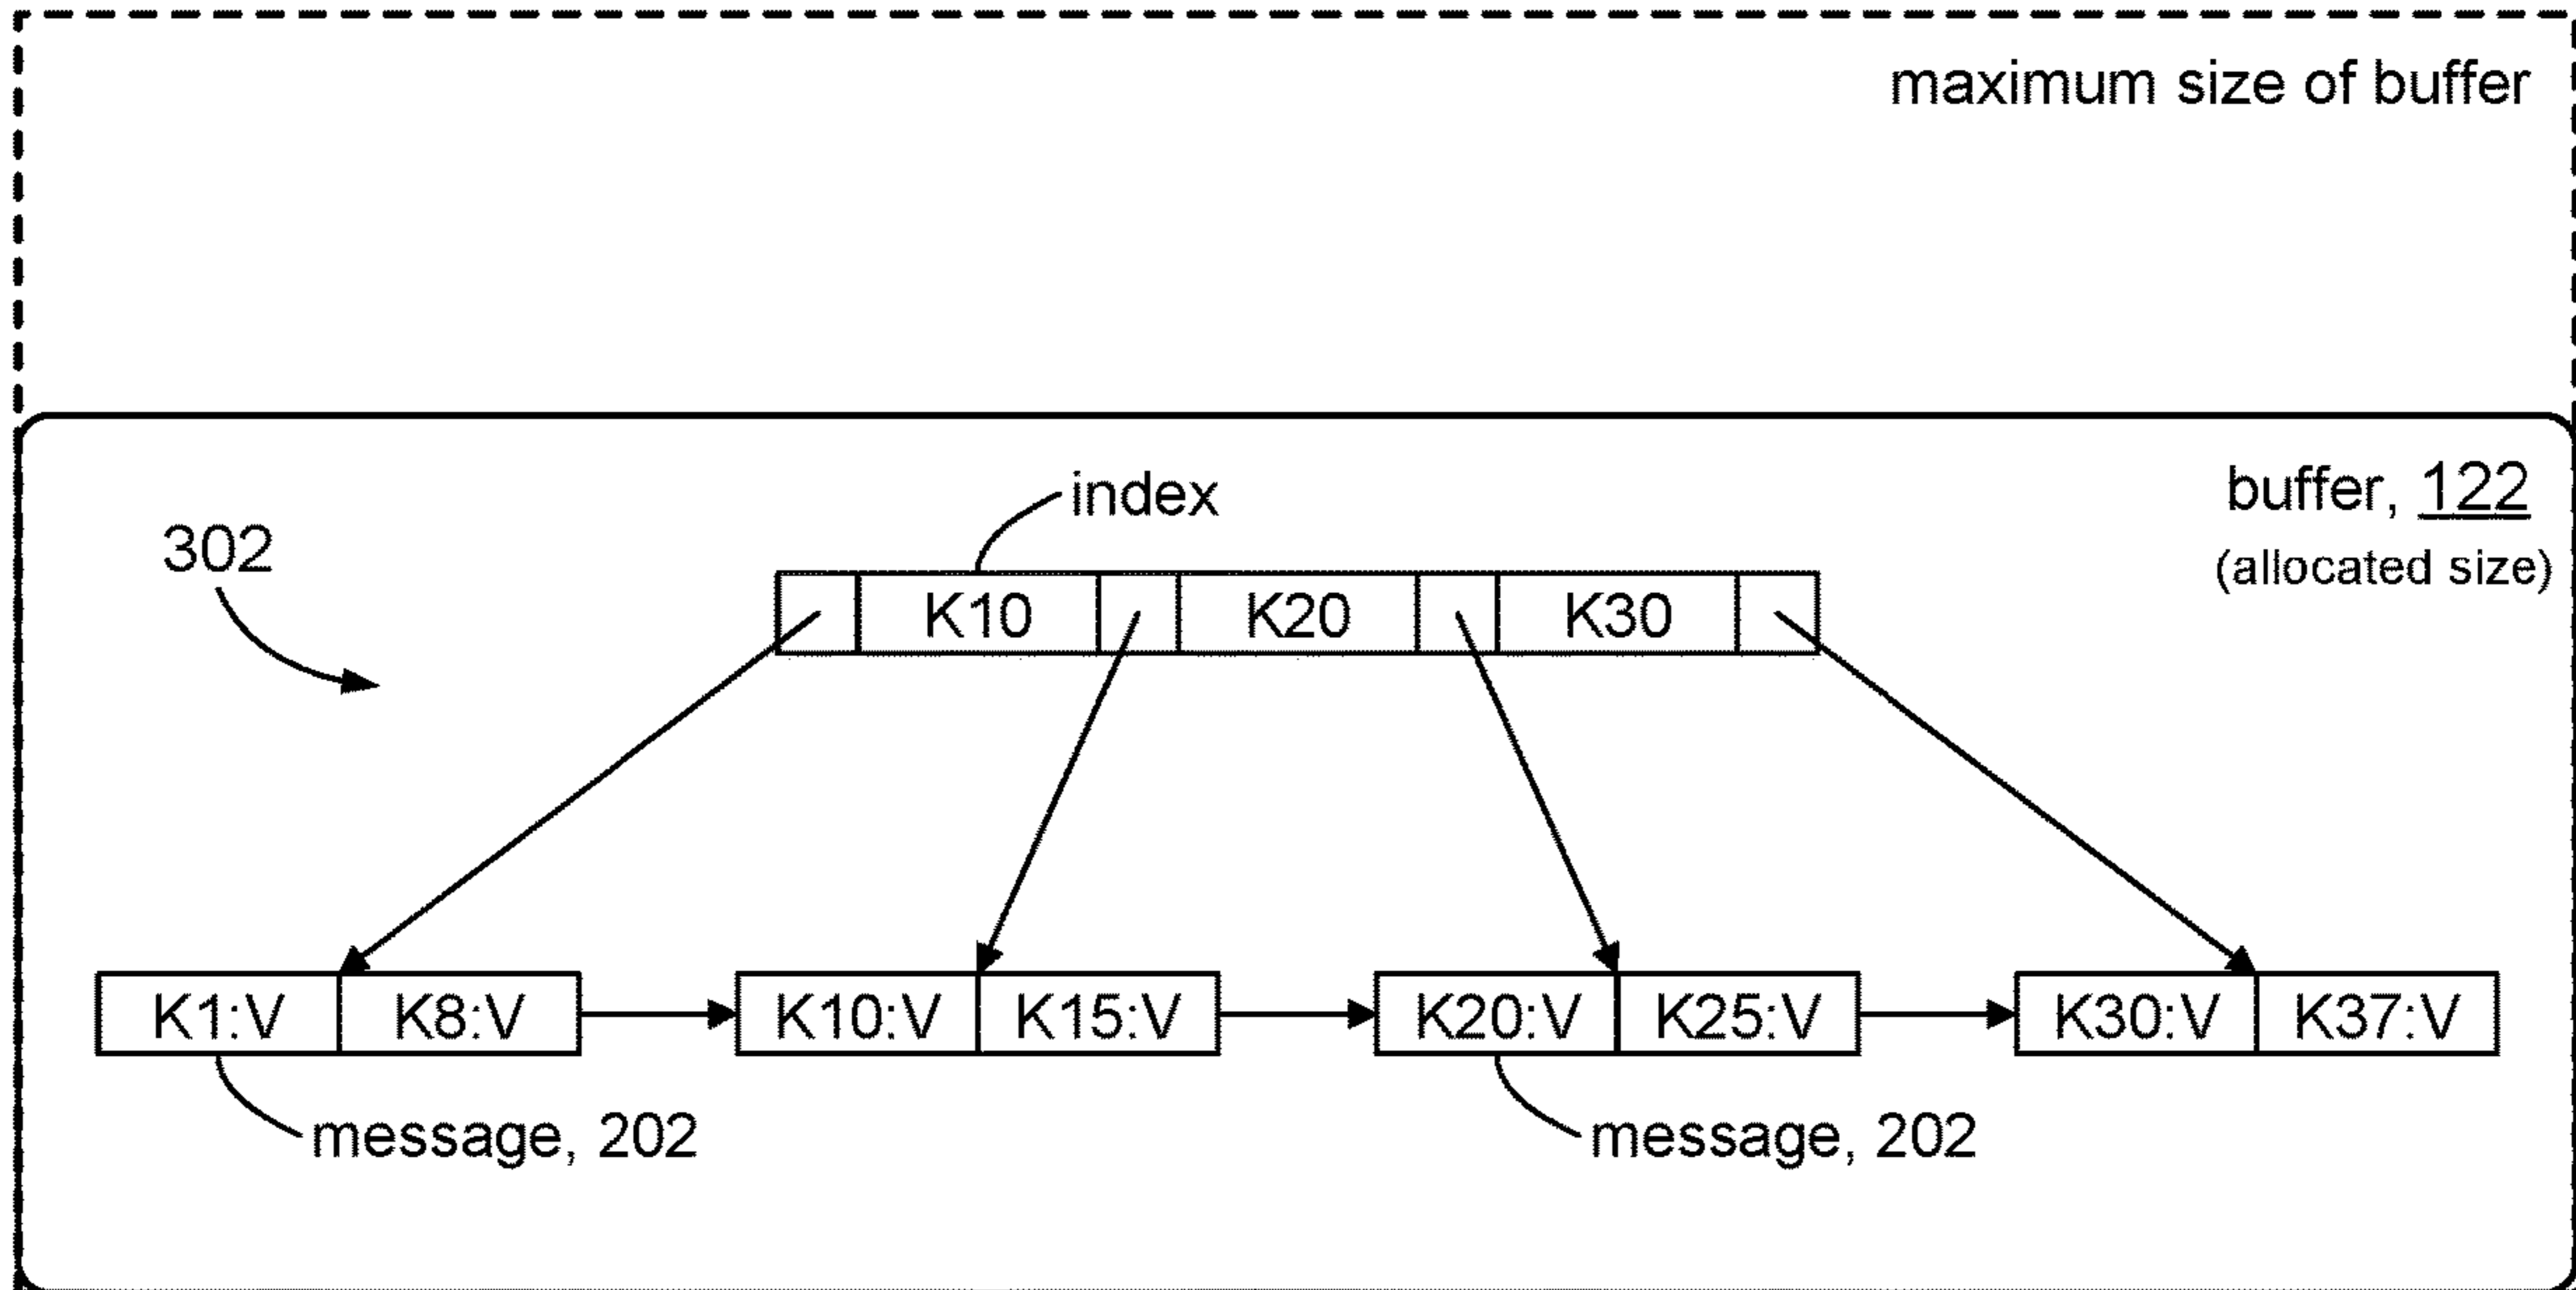 maximum size of buffer
index
buffer, 122
(allocated size)
302
K10 K20 K30
K1:V K8:V K10:V K15:V K20:V K25:V K30:V K37:V
message, 202 message, 202